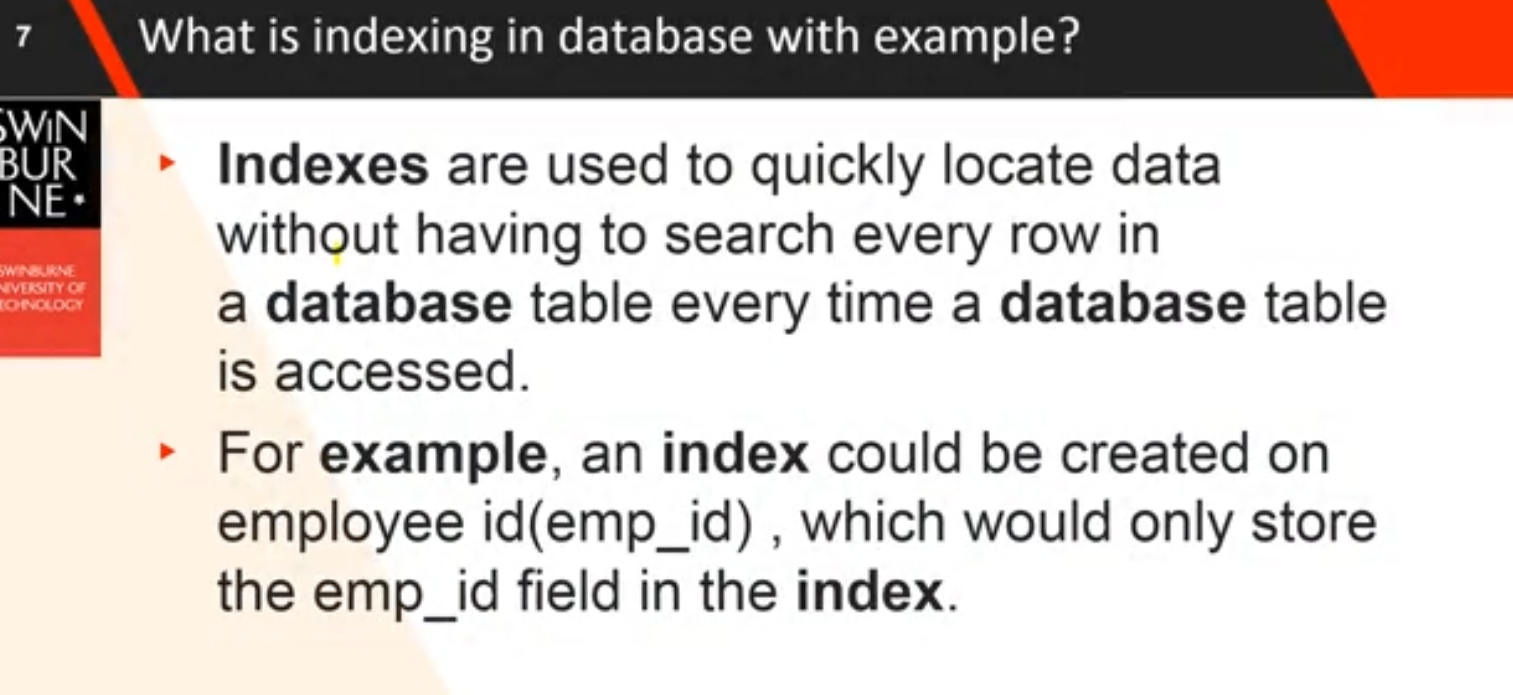 7
What is indexing in database with example?
SWIN
BUR
NE
SWINBURNE
UNIVERSITY OF
TECHNOLOGY
Indexes are used to quickly locate data
without having to search every row in
a database table every time a database table
is accessed.
For example, an index could be created on
employee id(emp_id) , which would only store
the emp_id field in the index.